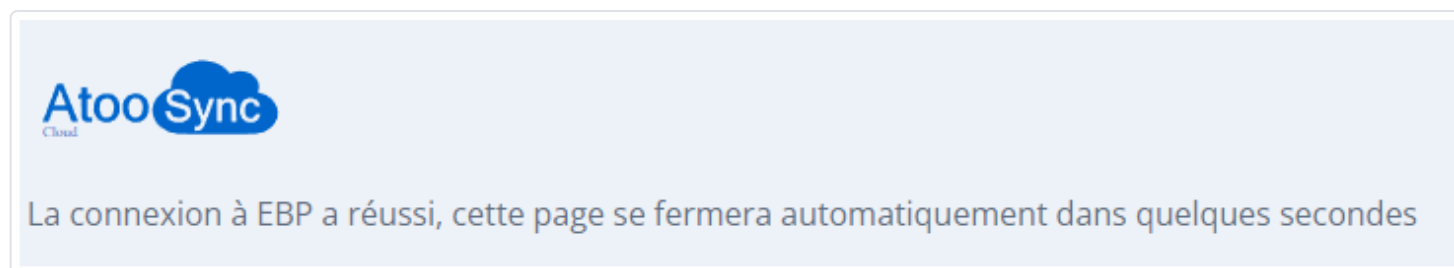 AtooSync
Cloud
La connexion à EBP a réussi, cette page se fermera automatiquement dans quelques secondes